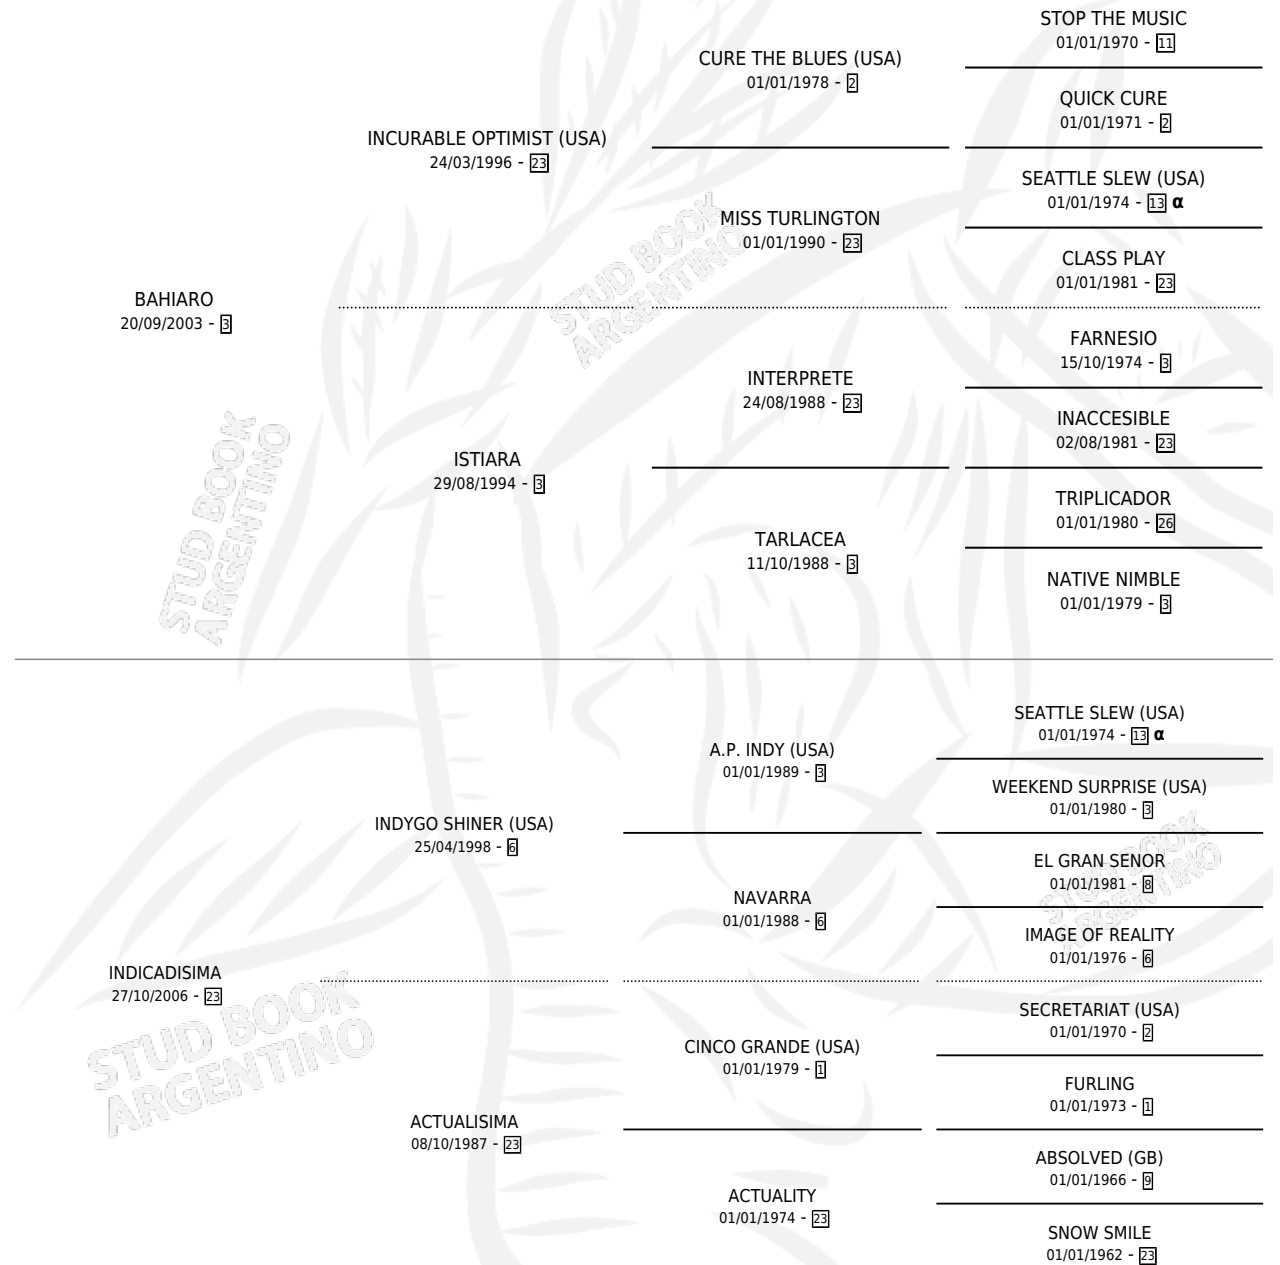 STOP THE MUSIC
01/01/1970 - 11
CURE THE BLUES (USA)
01/01/1978 - 2
QUICK CURE
01/01/1971 - 2
INCURABLE OPTIMIST (USA)
24/03/1996 - 23
SEATTLE SLEW (USA)
01/01/1974 - 13 α
MISS TURLINGTON
01/01/1990 - 23
CLASS PLAY
01/01/1981 - 23
BAHIARO
20/09/2003 - 3
FARNESIO
15/10/1974 - 3
INTERPRETE
24/08/1988 - 23
INACCESIBLE
02/08/1981 - 23
ISTIARA
29/08/1994 - 3
TRIPLICADOR
01/01/1980 - 26
TARLACEA
11/10/1988 - 3
NATIVE NIMBLE
01/01/1979 - 3
SEATTLE SLEW (USA)
01/01/1974 - 13 α
A.P. INDY (USA)
01/01/1989 - 3
WEEKEND SURPRISE (USA)
01/01/1980 - 3
INDYGO SHINER (USA)
25/04/1998 - 6
EL GRAN SENOR
01/01/1981 - 8
NAVARRA
01/01/1988 - 6
IMAGE OF REALITY
01/01/1976 - 6
INDICADISIMA
27/10/2006 - 23
SECRETARIAT (USA)
01/01/1970 - 2
CINCO GRANDE (USA)
01/01/1979 - 1
FURLING
01/01/1973 - 1
ACTUALISIMA
08/10/1987 - 23
ABSOLVED (GB)
01/01/1966 - 9
ACTUALITY
01/01/1974 - 23
SNOW SMILE
01/01/1962 - 23
STUD BOOK
ARGENTINO
STUD BOOK
ARGENTINO
STUD BOOK
ARGENTINO
STUD BOOK
ARGENTINO